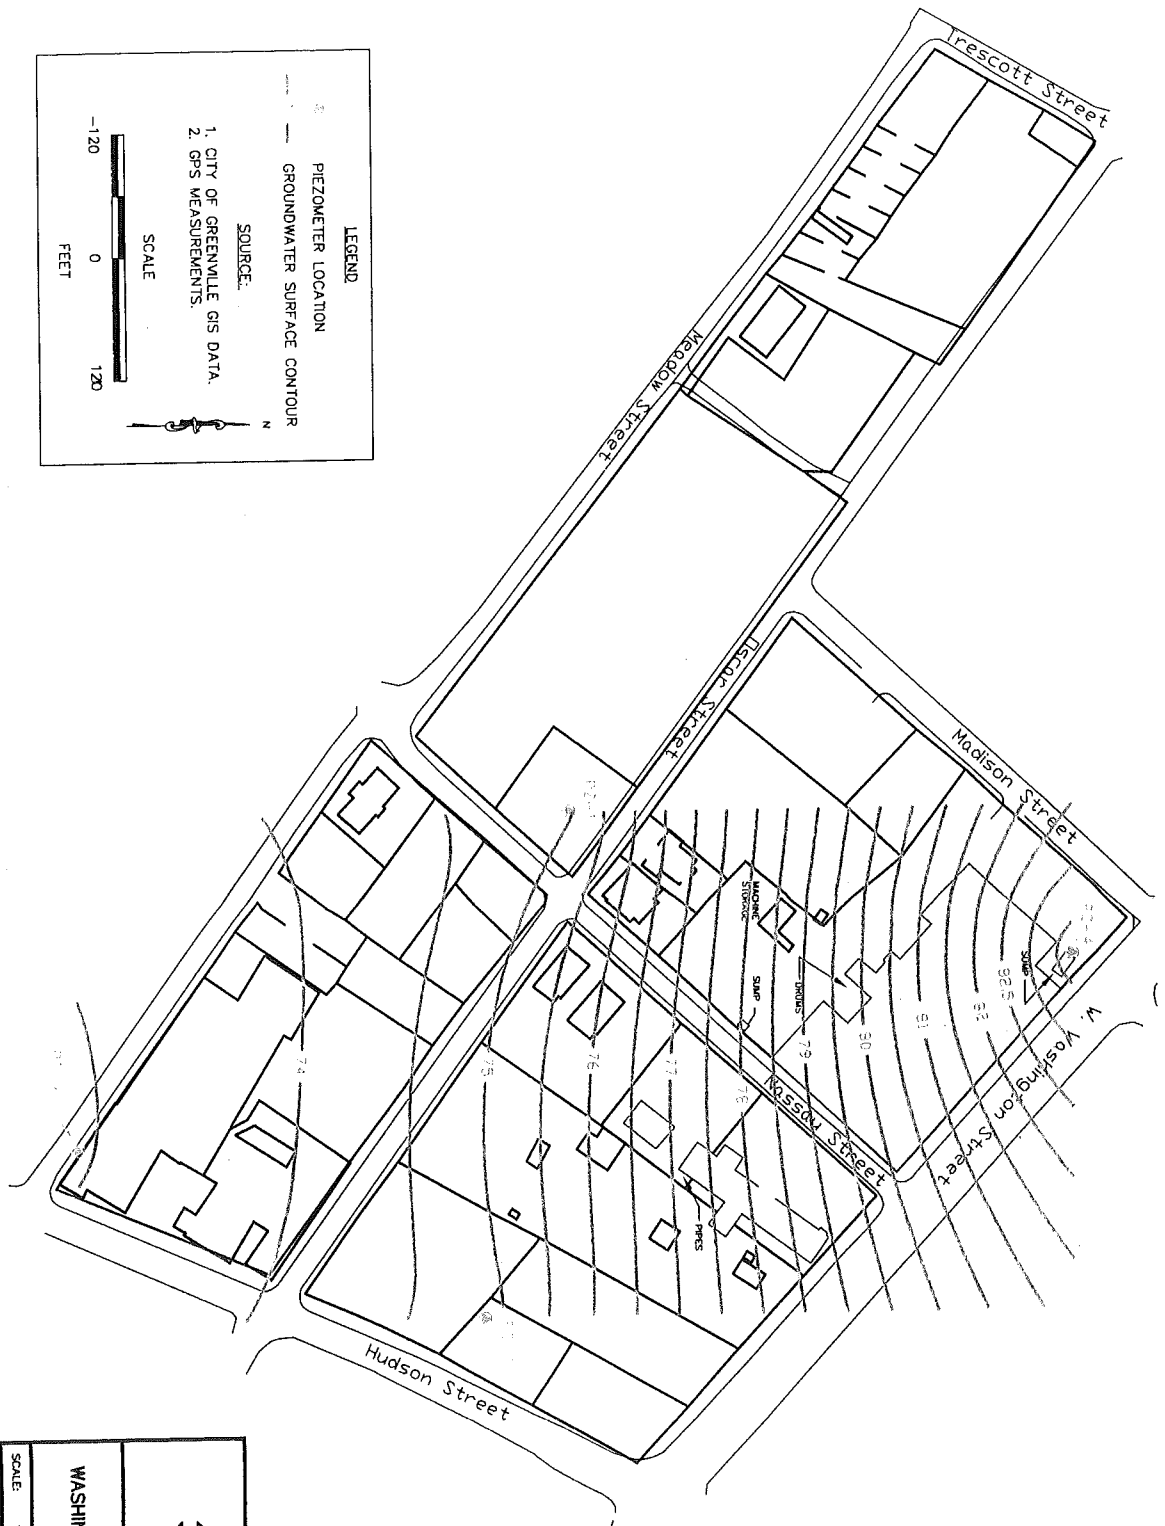 Trescott Street
Meadow Street
Oscar Street
Madison Street
W. Washington Street
Nassau Street
Hudson Street
MACHINE
STORAGE
DRUMS
SUMP
SUMP
PIPES
82.5
82
81
80
79
78
77
76
75
74
LEGEND
PIEZOMETER LOCATION
GROUNDWATER SURFACE CONTOUR
SOURCE:
1. CITY OF GREENVILLE GIS DATA.
2. GPS MEASUREMENTS.
SCALE
-120 0 120
FEET
N
SCALE: